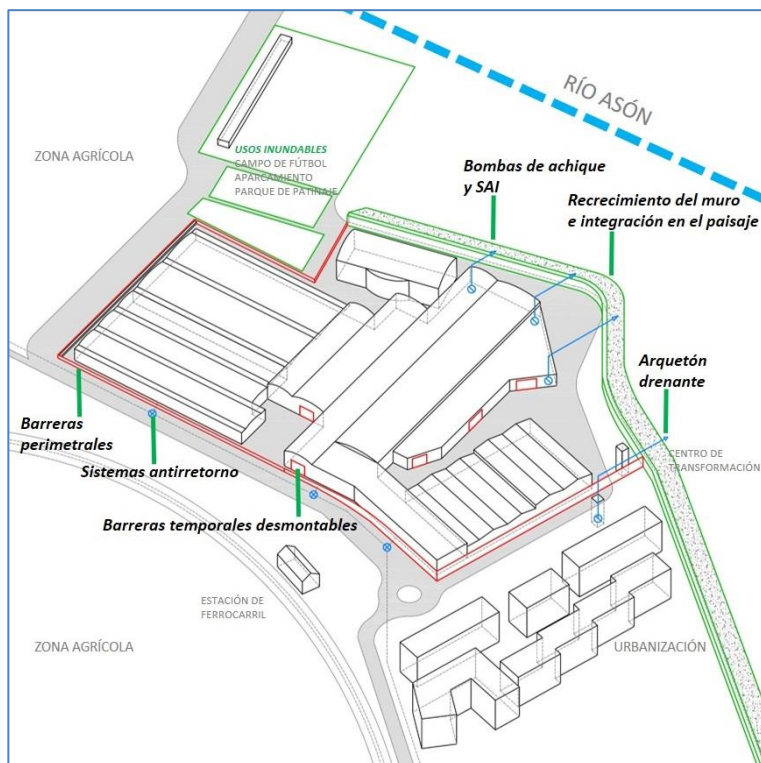 RÍO ASÓN
ZONA AGRÍCOLA
USOS INUNDABLES
CAMPO DE FÚTBOL
APARCAMIENTO
PARQUE DE PATINAJE
Bombas de achique
y SAI
Recrecimiento del muro
e integración en el paisaje
Arquetón
drenante
CENTRO DE
TRANSFORMACIÓN
Barreras
perimetrales
Sistemas antirretorno
Barreras temporales desmontables
ESTACIÓN DE
FERROCARRIL
ZONA AGRÍCOLA
URBANIZACIÓN